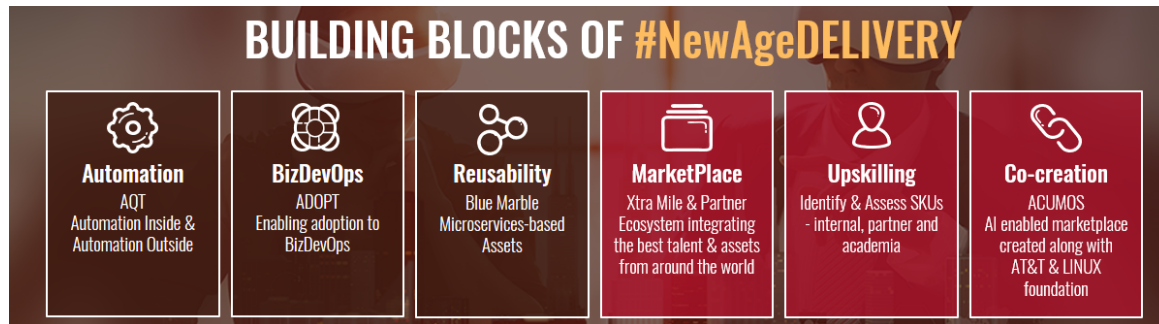 BUILDING BLOCKS OF #NewAgeDELIVERY
Automation
AQT
Automation Inside &
Automation Outside
BizDevOps
ADOPT
Enabling adoption to
BizDevOps
Reusability
Blue Marble
Microservices-based
Assets
MarketPlace
Xtra Mile & Partner
Ecosystem integrating
the best talent & assets
from around the world
Upskilling
Identify & Assess SKUs
- internal, partner and
academia
Co-creation
ACUMOS
AI enabled marketplace
created along with
AT&T & LINUX
foundation